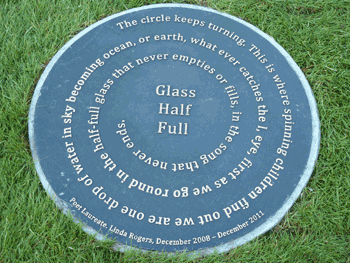 The circle keeps turning. This is where spinning children find out we are one drop of water in sky becoming ocean, or earth, what ever catches the I, eye, first as we go round in the half-full glass that never empties or fills, in the song that never ends.
Glass
Half
Full
Poet Laureate, Linda Rogers, December 2008 – December 2011